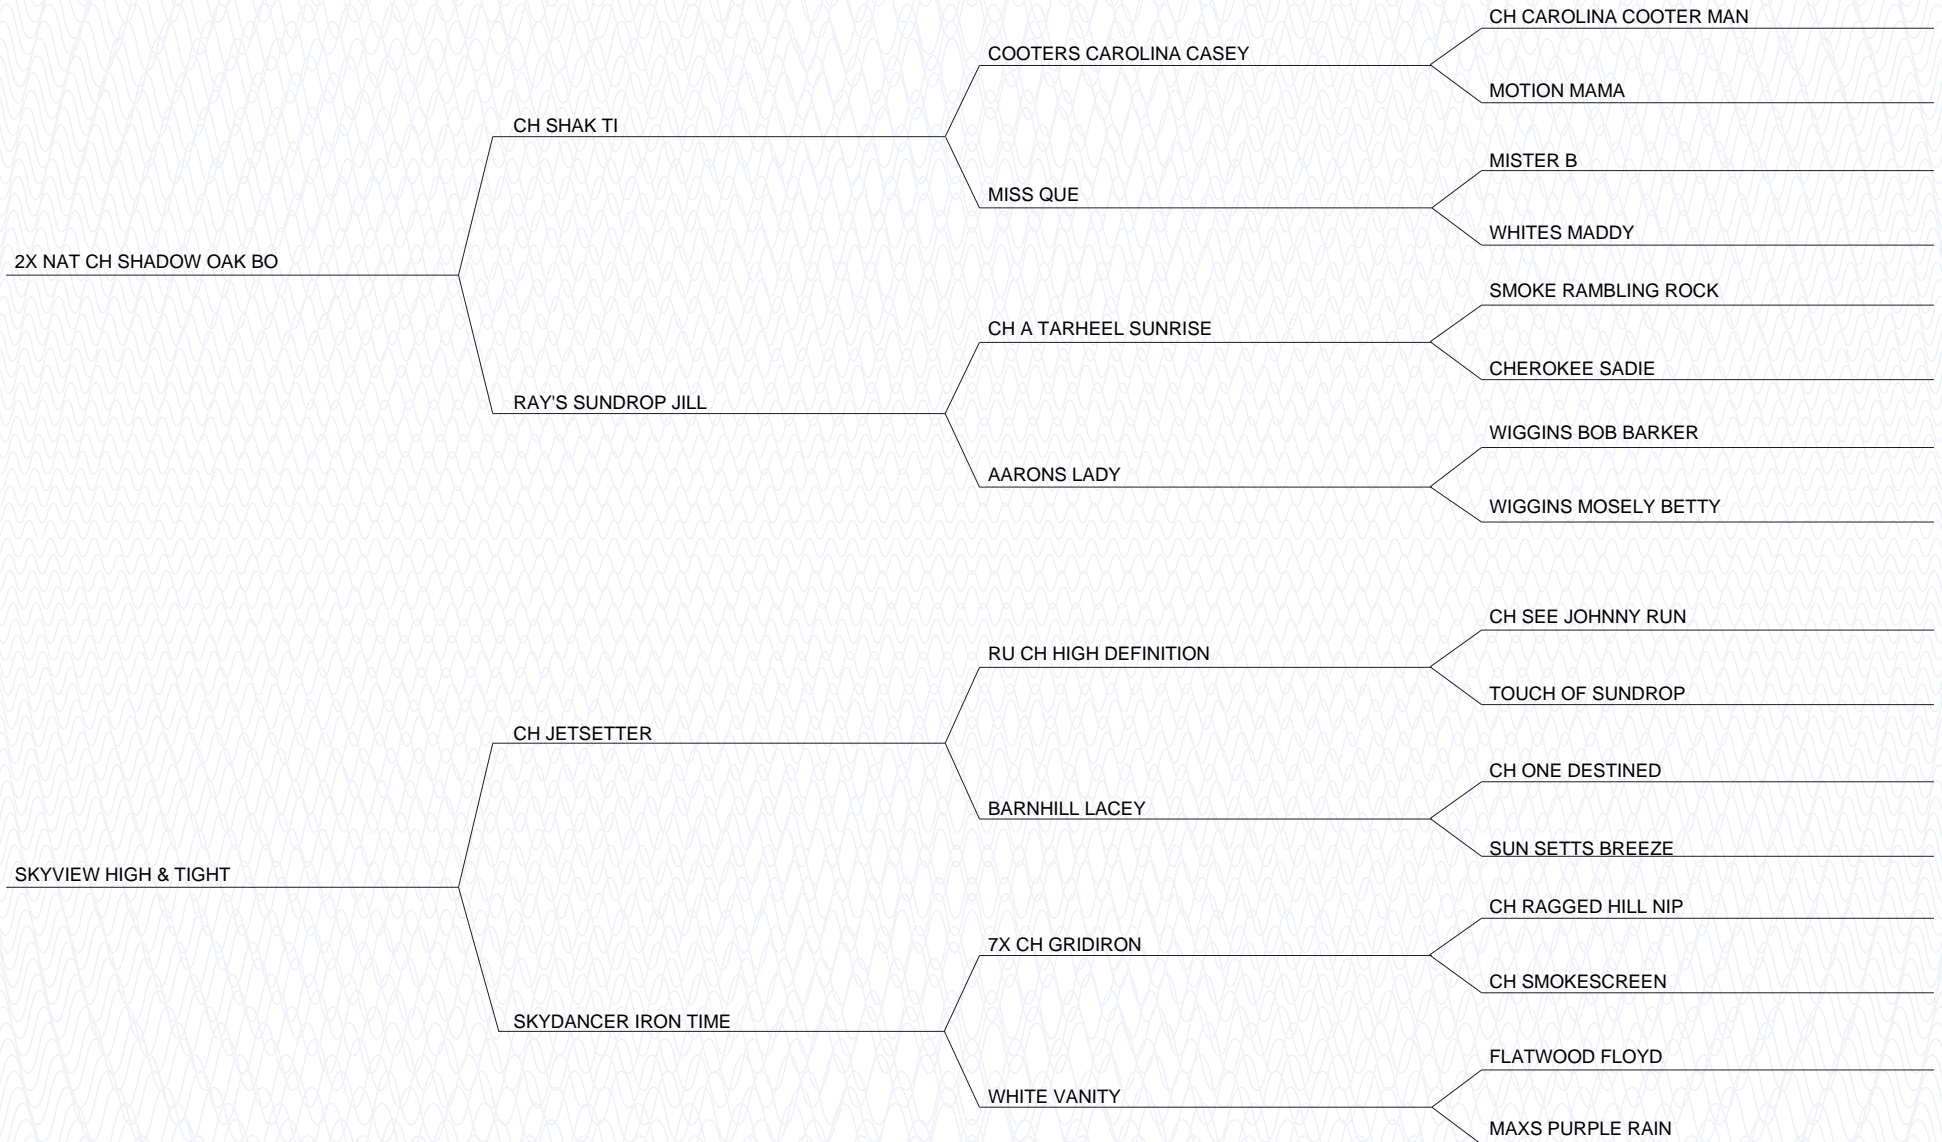 CH CAROLINA COOTER MAN
COOTERS CAROLINA CASEY
MOTION MAMA
CH SHAK TI
MISTER B
MISS QUE
WHITES MADDY
2X NAT CH SHADOW OAK BO
SMOKE RAMBLING ROCK
CH A TARHEEL SUNRISE
CHEROKEE SADIE
RAY'S SUNDROP JILL
WIGGINS BOB BARKER
AARONS LADY
WIGGINS MOSELY BETTY
CH SEE JOHNNY RUN
RU CH HIGH DEFINITION
TOUCH OF SUNDROP
CH JETSETTER
CH ONE DESTINED
BARNHILL LACEY
SUN SETTS BREEZE
SKYVIEW HIGH & TIGHT
CH RAGGED HILL NIP
7X CH GRIDIRON
CH SMOKESCREEN
SKYDANCER IRON TIME
FLATWOOD FLOYD
WHITE VANITY
MAXS PURPLE RAIN